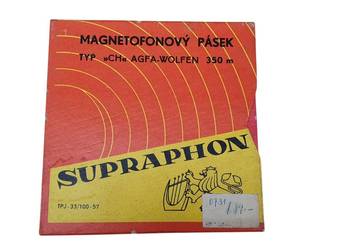 MAGNETOFONOVÝ PÁSEK
TYP »CH« AGFA-WOLFEN 350 m
SUPRAPHON
TPJ-33/100-57